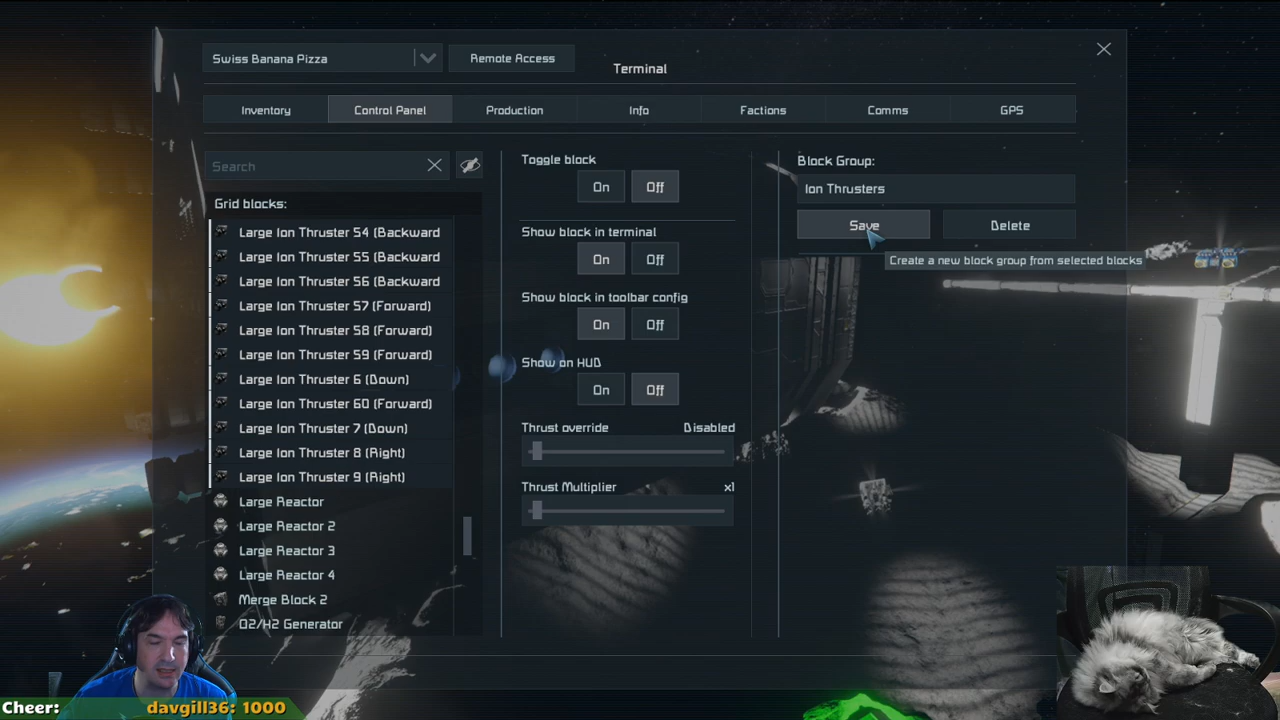 Swiss Banana Pizza
Remote Access
Terminal
Inventory
Control Panel
Production
Info
Factions
Comms
GPS
Search
Grid blocks:
Large Ion Thruster 54 (Backward
Large Ion Thruster 55 (Backward
Large Ion Thruster 56 (Backward
Large Ion Thruster 57 (Forward)
Large Ion Thruster 58 (Forward)
Large Ion Thruster 59 (Forward)
Large Ion Thruster 6 (Down)
Large Ion Thruster 60 (Forward)
Large Ion Thruster 7 (Down)
Large Ion Thruster 8 (Right)
Large Ion Thruster 9 (Right)
Large Reactor
Large Reactor 2
Large Reactor 3
Large Reactor 4
Merge Block 2
O2/H2 Generator
Toggle block
On Off
Show block in terminal
On Off
Show block in toolbar config
On Off
Show on HUD
On Off
Thrust override Disabled
Thrust Multiplier x1
Block Group:
Ion Thrusters
Save Delete
Create a new block group from selected blocks
Cheer: davgill36: 1000